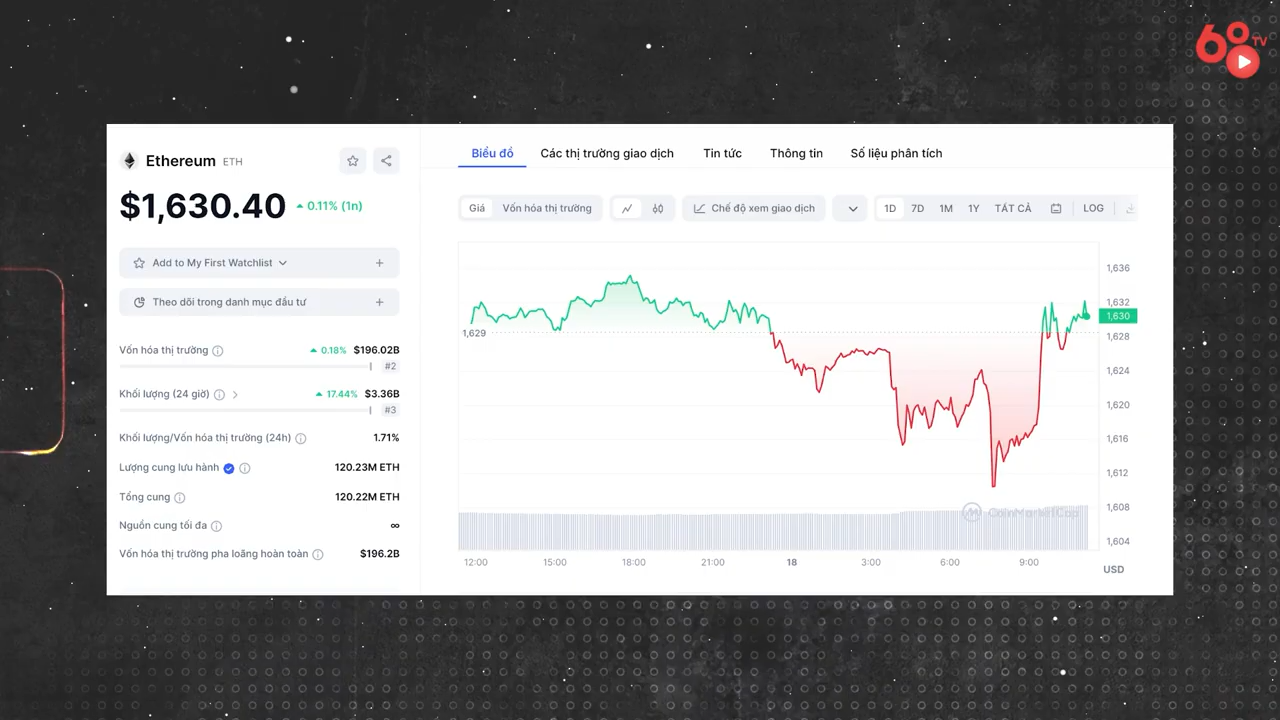 68 TV
Ethereum ETH
$1,630.40 0.11% (1n)
Add to My First Watchlist +
Theo dõi trong danh mục đầu tư +
Vốn hóa thị trường 0.18% $196.02B
#2
Khối lượng (24 giờ) 17.44% $3.36B
#3
Khối lượng/Vốn hóa thị trường (24h) 1.71%
Lượng cung lưu hành 120.23M ETH
Tổng cung 120.22M ETH
Nguồn cung tối đa ∞
Vốn hóa thị trường pha loãng hoàn toàn $196.2B
Biểu đồ Các thị trường giao dịch Tin tức Thông tin Số liệu phân tích
Giá Vốn hóa thị trường Chế độ xem giao dịch 1D 7D 1M 1Y TẤT CẢ LOG
1,636
1,632
1,630
1,629
1,628
1,624
1,620
1,616
1,612
1,608
1,604
CoinMarketCap
12:00 15:00 18:00 21:00 18 3:00 6:00 9:00
USD